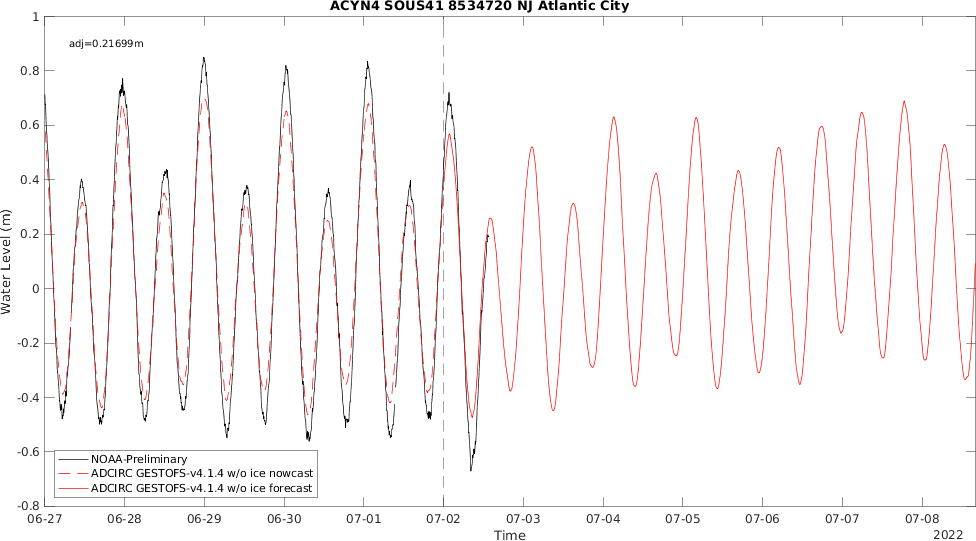 ACYN4 SOUS41 8534720 NJ Atlantic City
1
adj=0.21699m
0.8
0.6
0.4
0.2
0
-0.2
-0.4
-0.6
-0.8
Water Level (m)
NOAA-Preliminary
ADCIRC GESTOFS-v4.1.4 w/o ice nowcast
ADCIRC GESTOFS-v4.1.4 w/o ice forecast
06-27 06-28 06-29 06-30 07-01 07-02 07-03 07-04 07-05 07-06 07-07 07-08
Time
2022